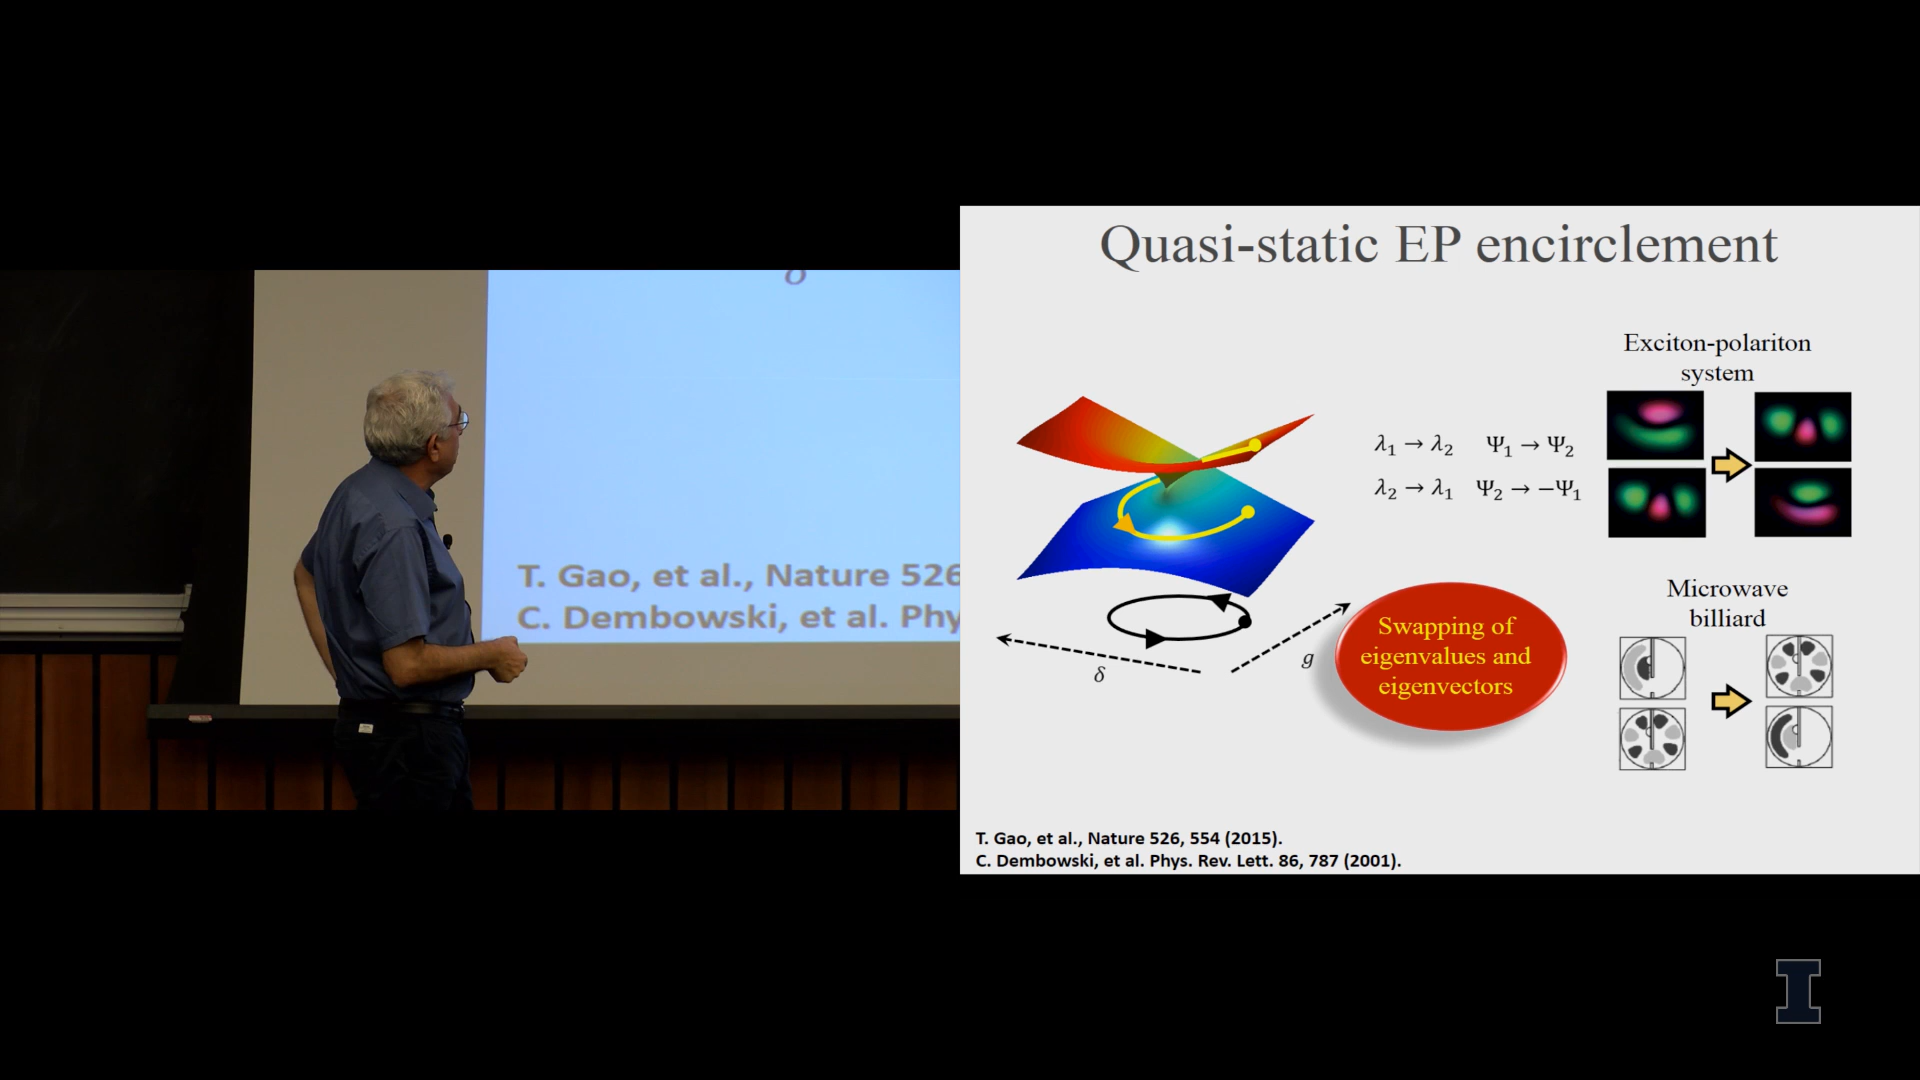 δ
T. Gao, et al., Nature 526
C. Dembowski, et al. Phy
Quasi-static EP encirclement
Exciton-polariton
system
λ₁ → λ₂ Ψ₁ → Ψ₂
λ₂ → λ₁ Ψ₂ → −Ψ₁
Microwave
billiard
Swapping of
eigenvalues and
eigenvectors
g
δ
T. Gao, et al., Nature 526, 554 (2015).
C. Dembowski, et al. Phys. Rev. Lett. 86, 787 (2001).
I